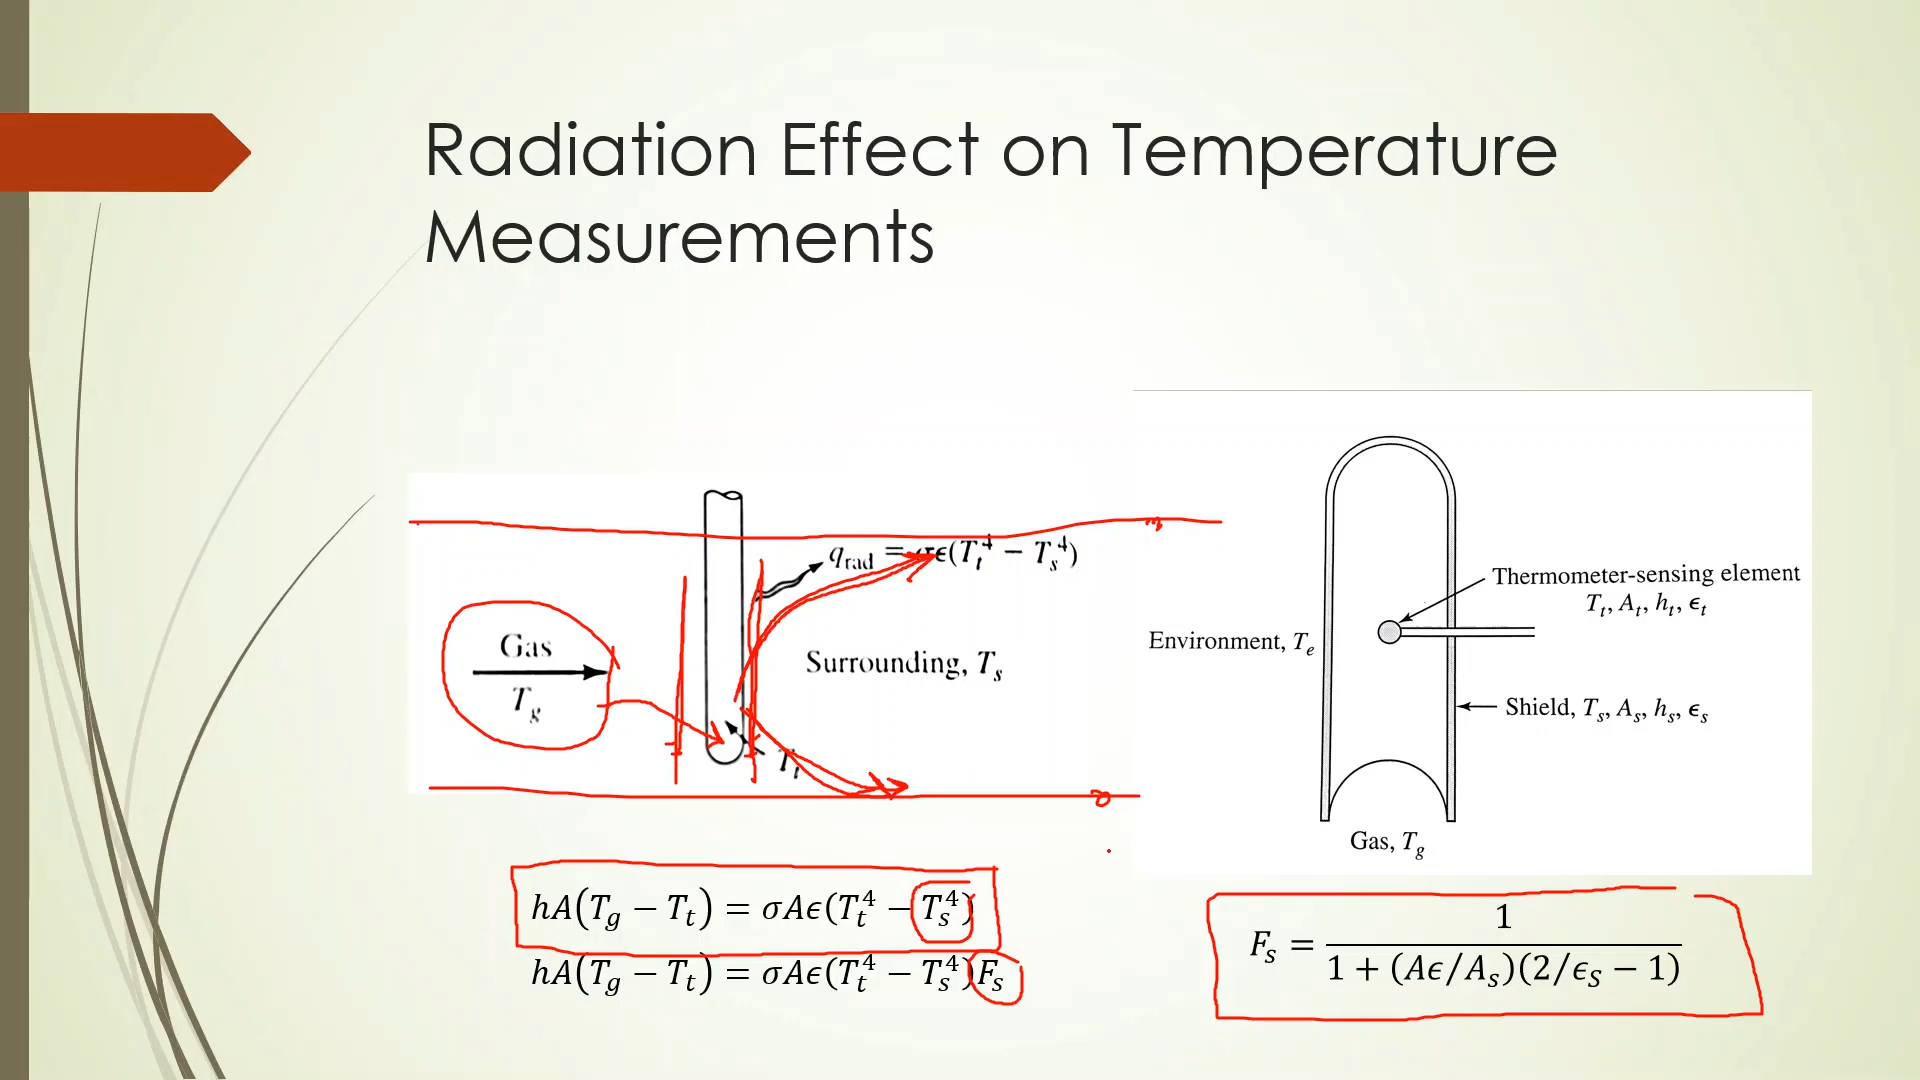 Radiation Effect on Temperature
Measurements
q_rad = σϵ(T_t^4 − T_s^4)
Gas
T_g
Surrounding, T_s
T_t
Thermometer-sensing element
T_t, A_t, h_t, ϵ_t
Environment, T_e
Shield, T_s, A_s, h_s, ϵ_s
Gas, T_g
hA(T_g − T_t) = σAϵ(T_t^4 − T_s^4)
hA(T_g − T_t) = σAϵ(T_t^4 − T_s^4)F_s
F_s = 1 / 1 + (Aϵ/A_s)(2/ϵ_S − 1)